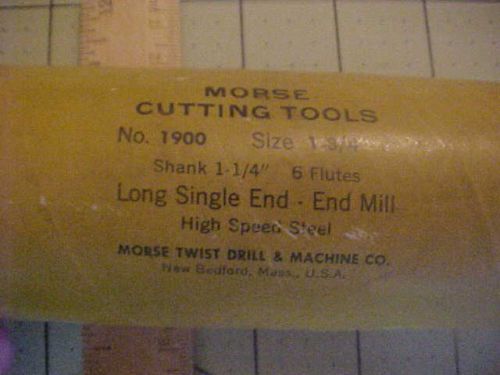 MORSE
CUTTING TOOLS
No. 1900 Size 1-3/4"
Shank 1-1/4" 6 Flutes
Long Single End - End Mill
High Speed Steel
MORSE TWIST DRILL & MACHINE CO.
New Bedford, Mass., U.S.A.